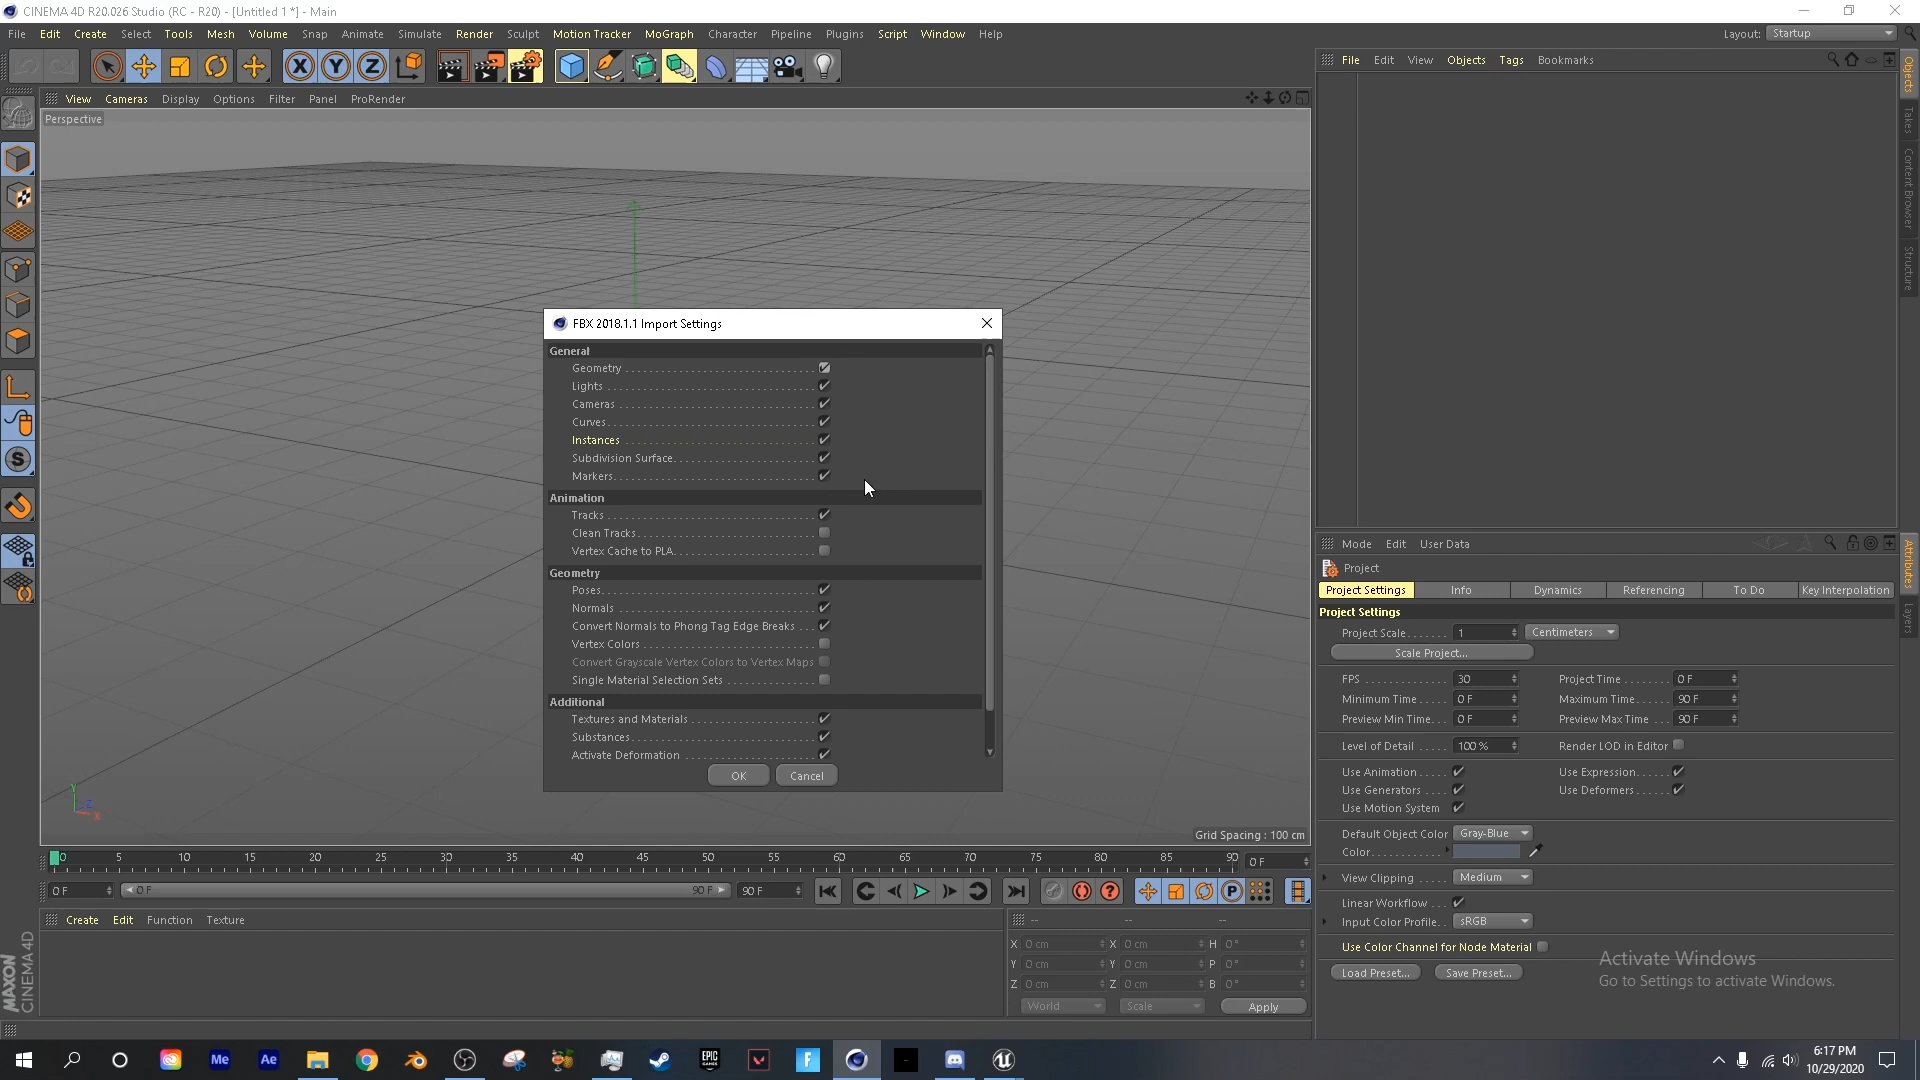 CINEMA 4D R20.026 Studio (RC - R20) - [Untitled 1 *] - Main
File Edit Create Select Tools Mesh Volume Snap Animate Simulate Render Sculpt Motion Tracker MoGraph Character Pipeline Plugins Script Window Help
Layout: Startup
X Y Z
View Cameras Display Options Filter Panel ProRender
File Edit View Objects Tags Bookmarks
Perspective
Objects
Takes
Content Browser
Structure
FBX 2018.1.1 Import Settings
General
Geometry
Lights
Cameras
Curves
Instances
Subdivision Surface
Markers
Animation
Tracks
Clean Tracks
Vertex Cache to PLA
Geometry
Poses
Normals
Convert Normals to Phong Tag Edge Breaks
Vertex Colors
Convert Grayscale Vertex Colors to Vertex Maps
Single Material Selection Sets
Additional
Textures and Materials
Substances
Activate Deformation
OK Cancel
Y
Z
X
Grid Spacing : 100 cm
Mode Edit User Data
Attributes
Layers
Project
Project Settings Info Dynamics Referencing To Do Key Interpolation
Project Settings
Project Scale 1 Centimeters
Scale Project...
FPS 30 Project Time 0 F
Minimum Time 0 F Maximum Time 90 F
Preview Min Time 0 F Preview Max Time 90 F
Level of Detail 100 % Render LOD in Editor
Use Animation Use Expression
Use Generators Use Deformers
Use Motion System
Default Object Color Gray-Blue
Color
View Clipping Medium
Linear Workflow
Input Color Profile sRGB
Use Color Channel for Node Material
Load Preset... Save Preset...
Activate Windows
Go to Settings to activate Windows.
0 5 10 15 20 25 30 35 40 45 50 55 60 65 70 75 80 85 90 0 F
0 F 0 F 90 F 90 F
Create Edit Function Texture
-- -- --
X 0 cm X 0 cm H 0 °
Y 0 cm Y 0 cm P 0 °
Z 0 cm Z 0 cm B 0 °
World Scale Apply
MAXON
CINEMA 4D
Me Ae EPIC GAMES
6:17 PM
10/29/2020